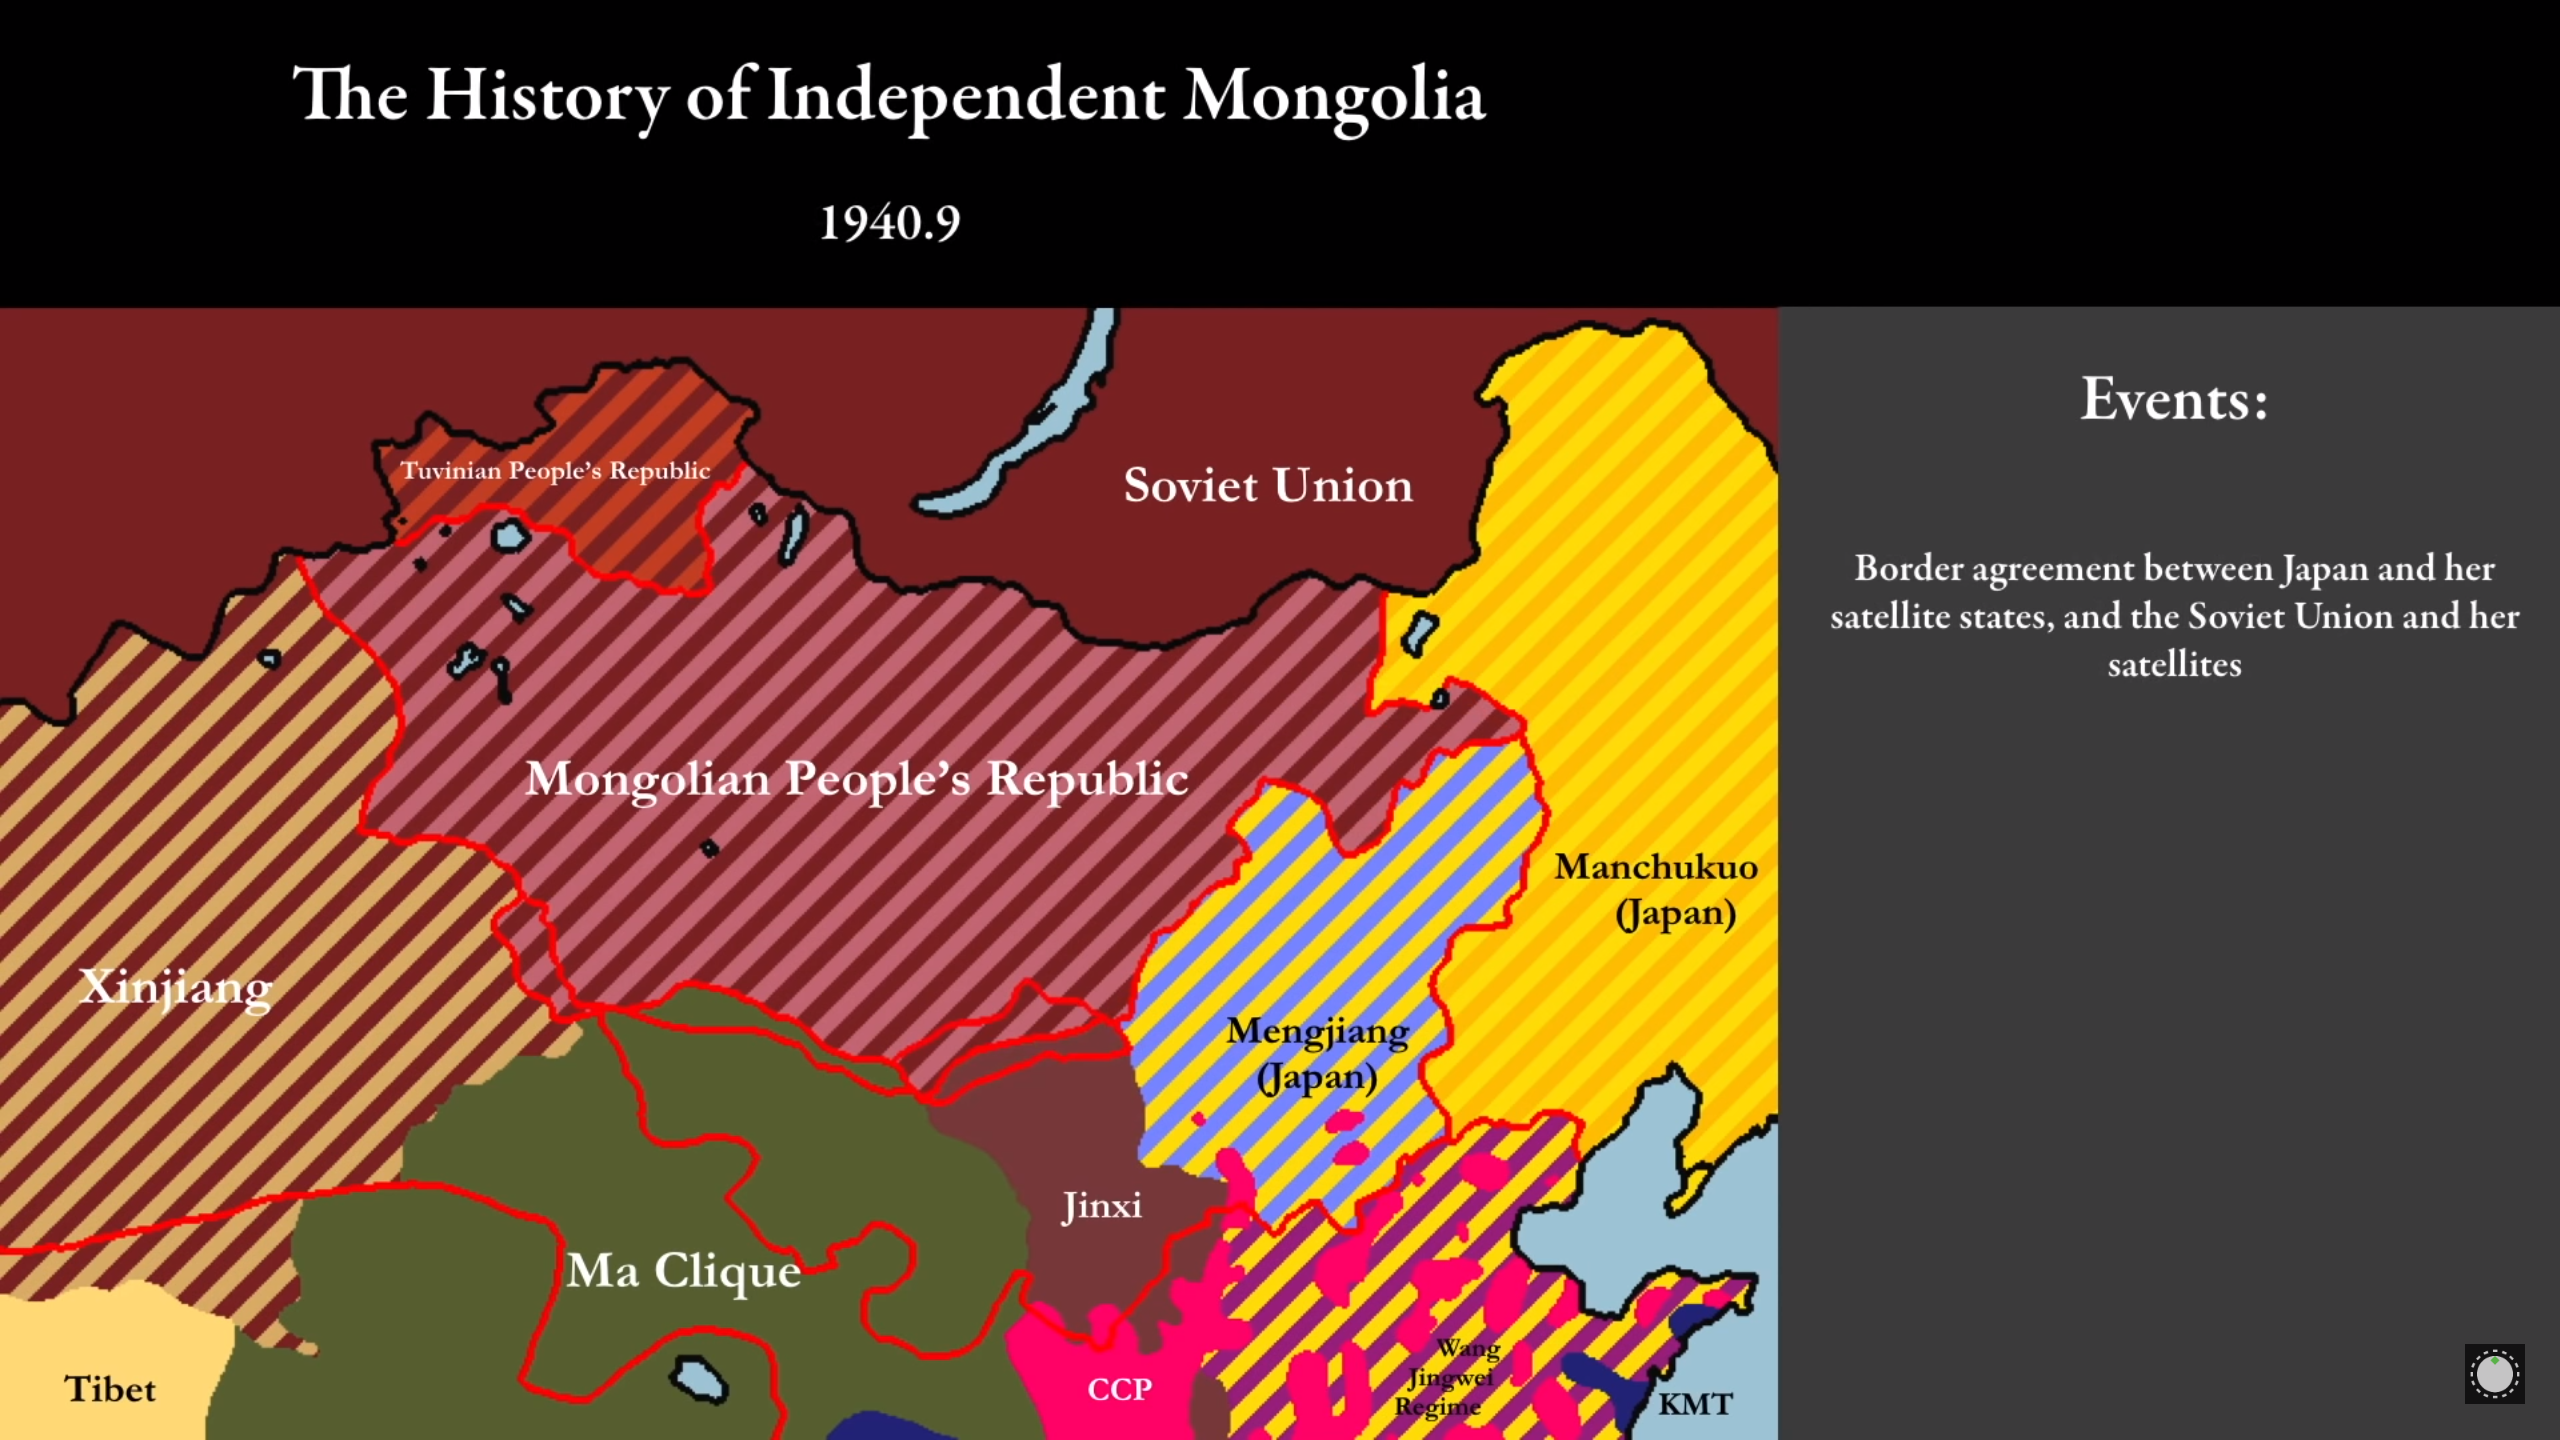 The History of Independent Mongolia
1940.9
Events:
Border agreement between Japan and her
satellite states, and the Soviet Union and her
satellites
Tuvinian People's Republic
Soviet Union
Mongolian People's Republic
Manchukuo
(Japan)
Xinjiang
Mengjiang
(Japan)
Jinxi
Ma Clique
Tibet
CCP
Wang
Jingwei
Regime
KMT